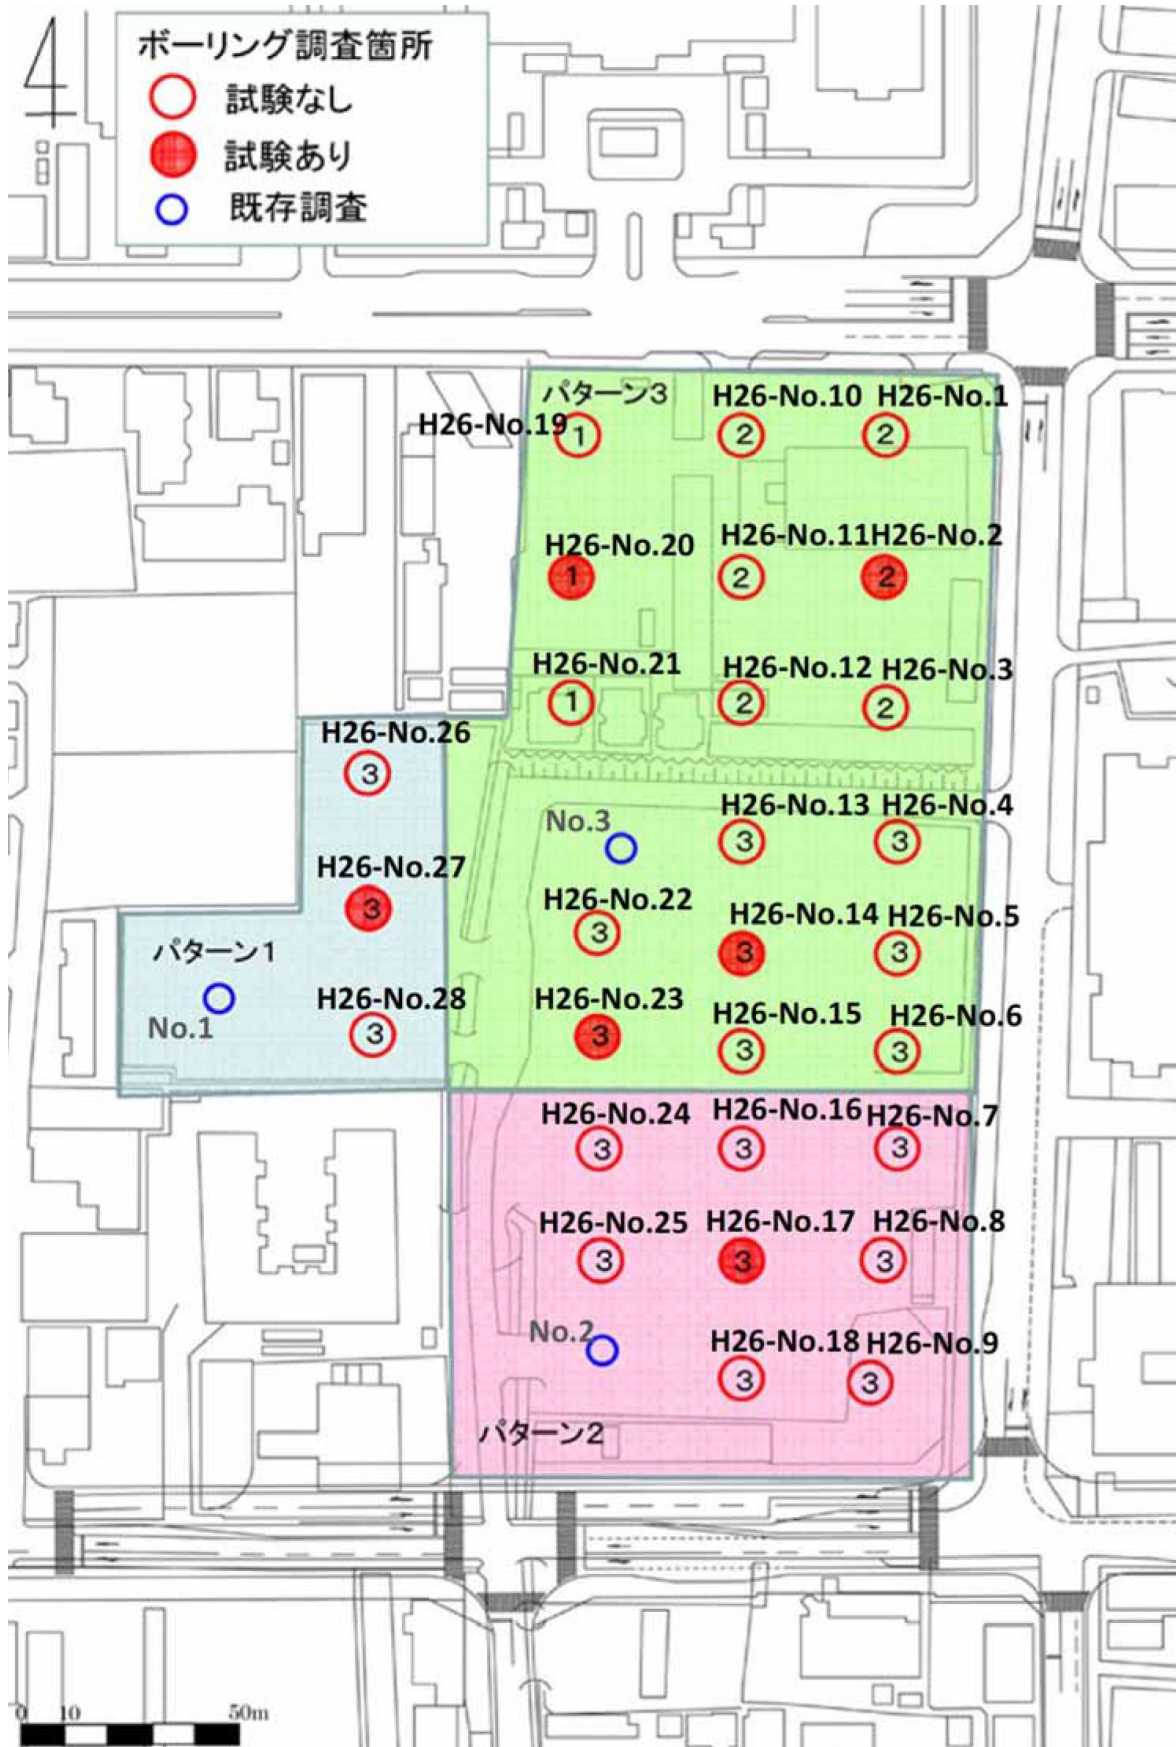 ボーリング調査箇所
試験なし
試験あり
既存調査
パターン3
H26-No.10 H26-No.1
H26-No.19
1 2 2
H26-No.20 H26-No.11 H26-No.2
1 2 2
H26-No.21 H26-No.12 H26-No.3
1 2 2
H26-No.26
3
No.3 H26-No.13 H26-No.4
3 3
H26-No.27
3
H26-No.22 H26-No.14 H26-No.5
3 3 3
パターン1
No.1
H26-No.28
3
H26-No.23 H26-No.15 H26-No.6
3 3 3
H26-No.24 H26-No.16 H26-No.7
3 3 3
H26-No.25 H26-No.17 H26-No.8
3 3 3
No.2 H26-No.18 H26-No.9
3 3
パターン2
0 10 50m